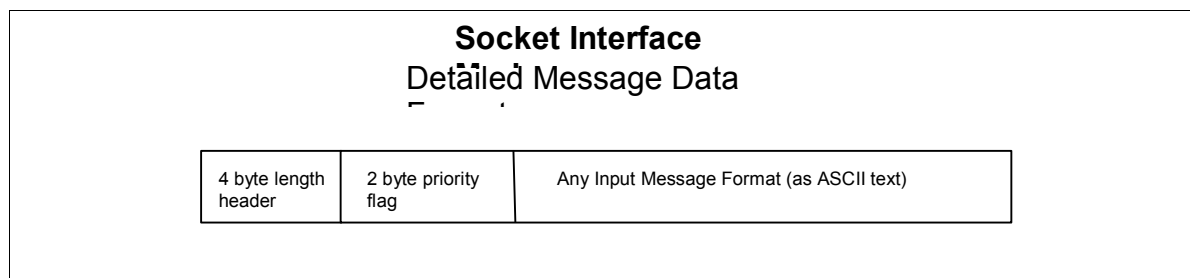 Socket Interface
Detailed Message Data
4 byte length
header
2 byte priority
flag
Any Input Message Format (as ASCII text)